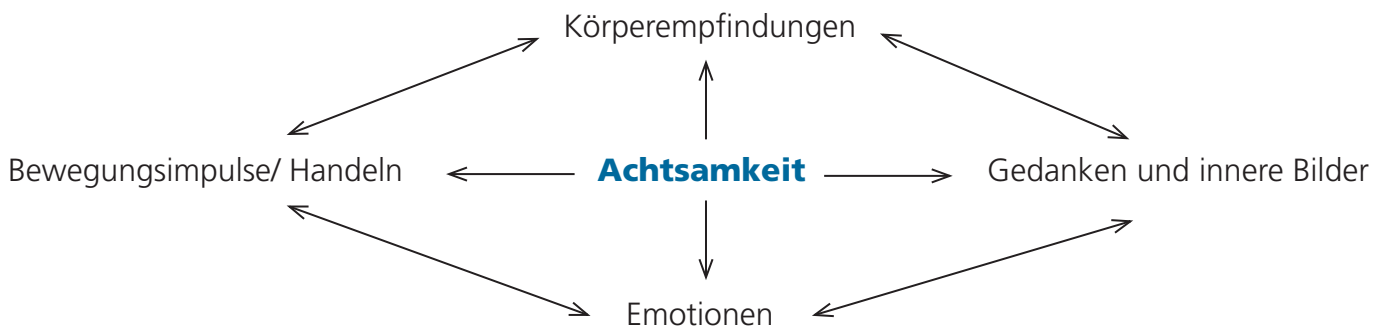 Körperempfindungen
Bewegungsimpulse/ Handeln
Achtsamkeit
Gedanken und innere Bilder
Emotionen